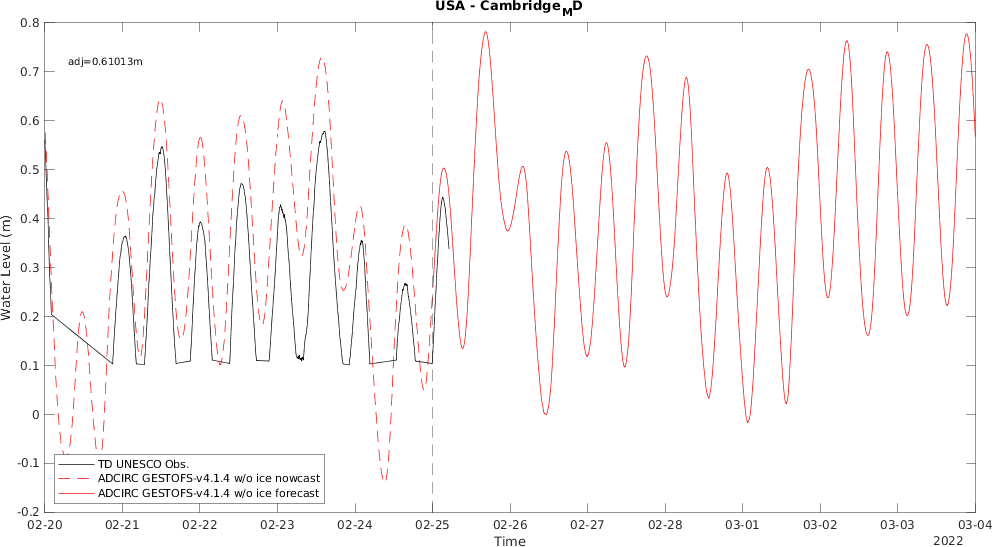 USA - Cambridge_MD
0.8
adj=0.61013m
0.7
0.6
0.5
0.4
0.3
0.2
0.1
0
-0.1
-0.2
Water Level (m)
TD UNESCO Obs.
ADCIRC GESTOFS-v4.1.4 w/o ice nowcast
ADCIRC GESTOFS-v4.1.4 w/o ice forecast
02-20 02-21 02-22 02-23 02-24 02-25 02-26 02-27 02-28 03-01 03-02 03-03 03-04
Time
2022